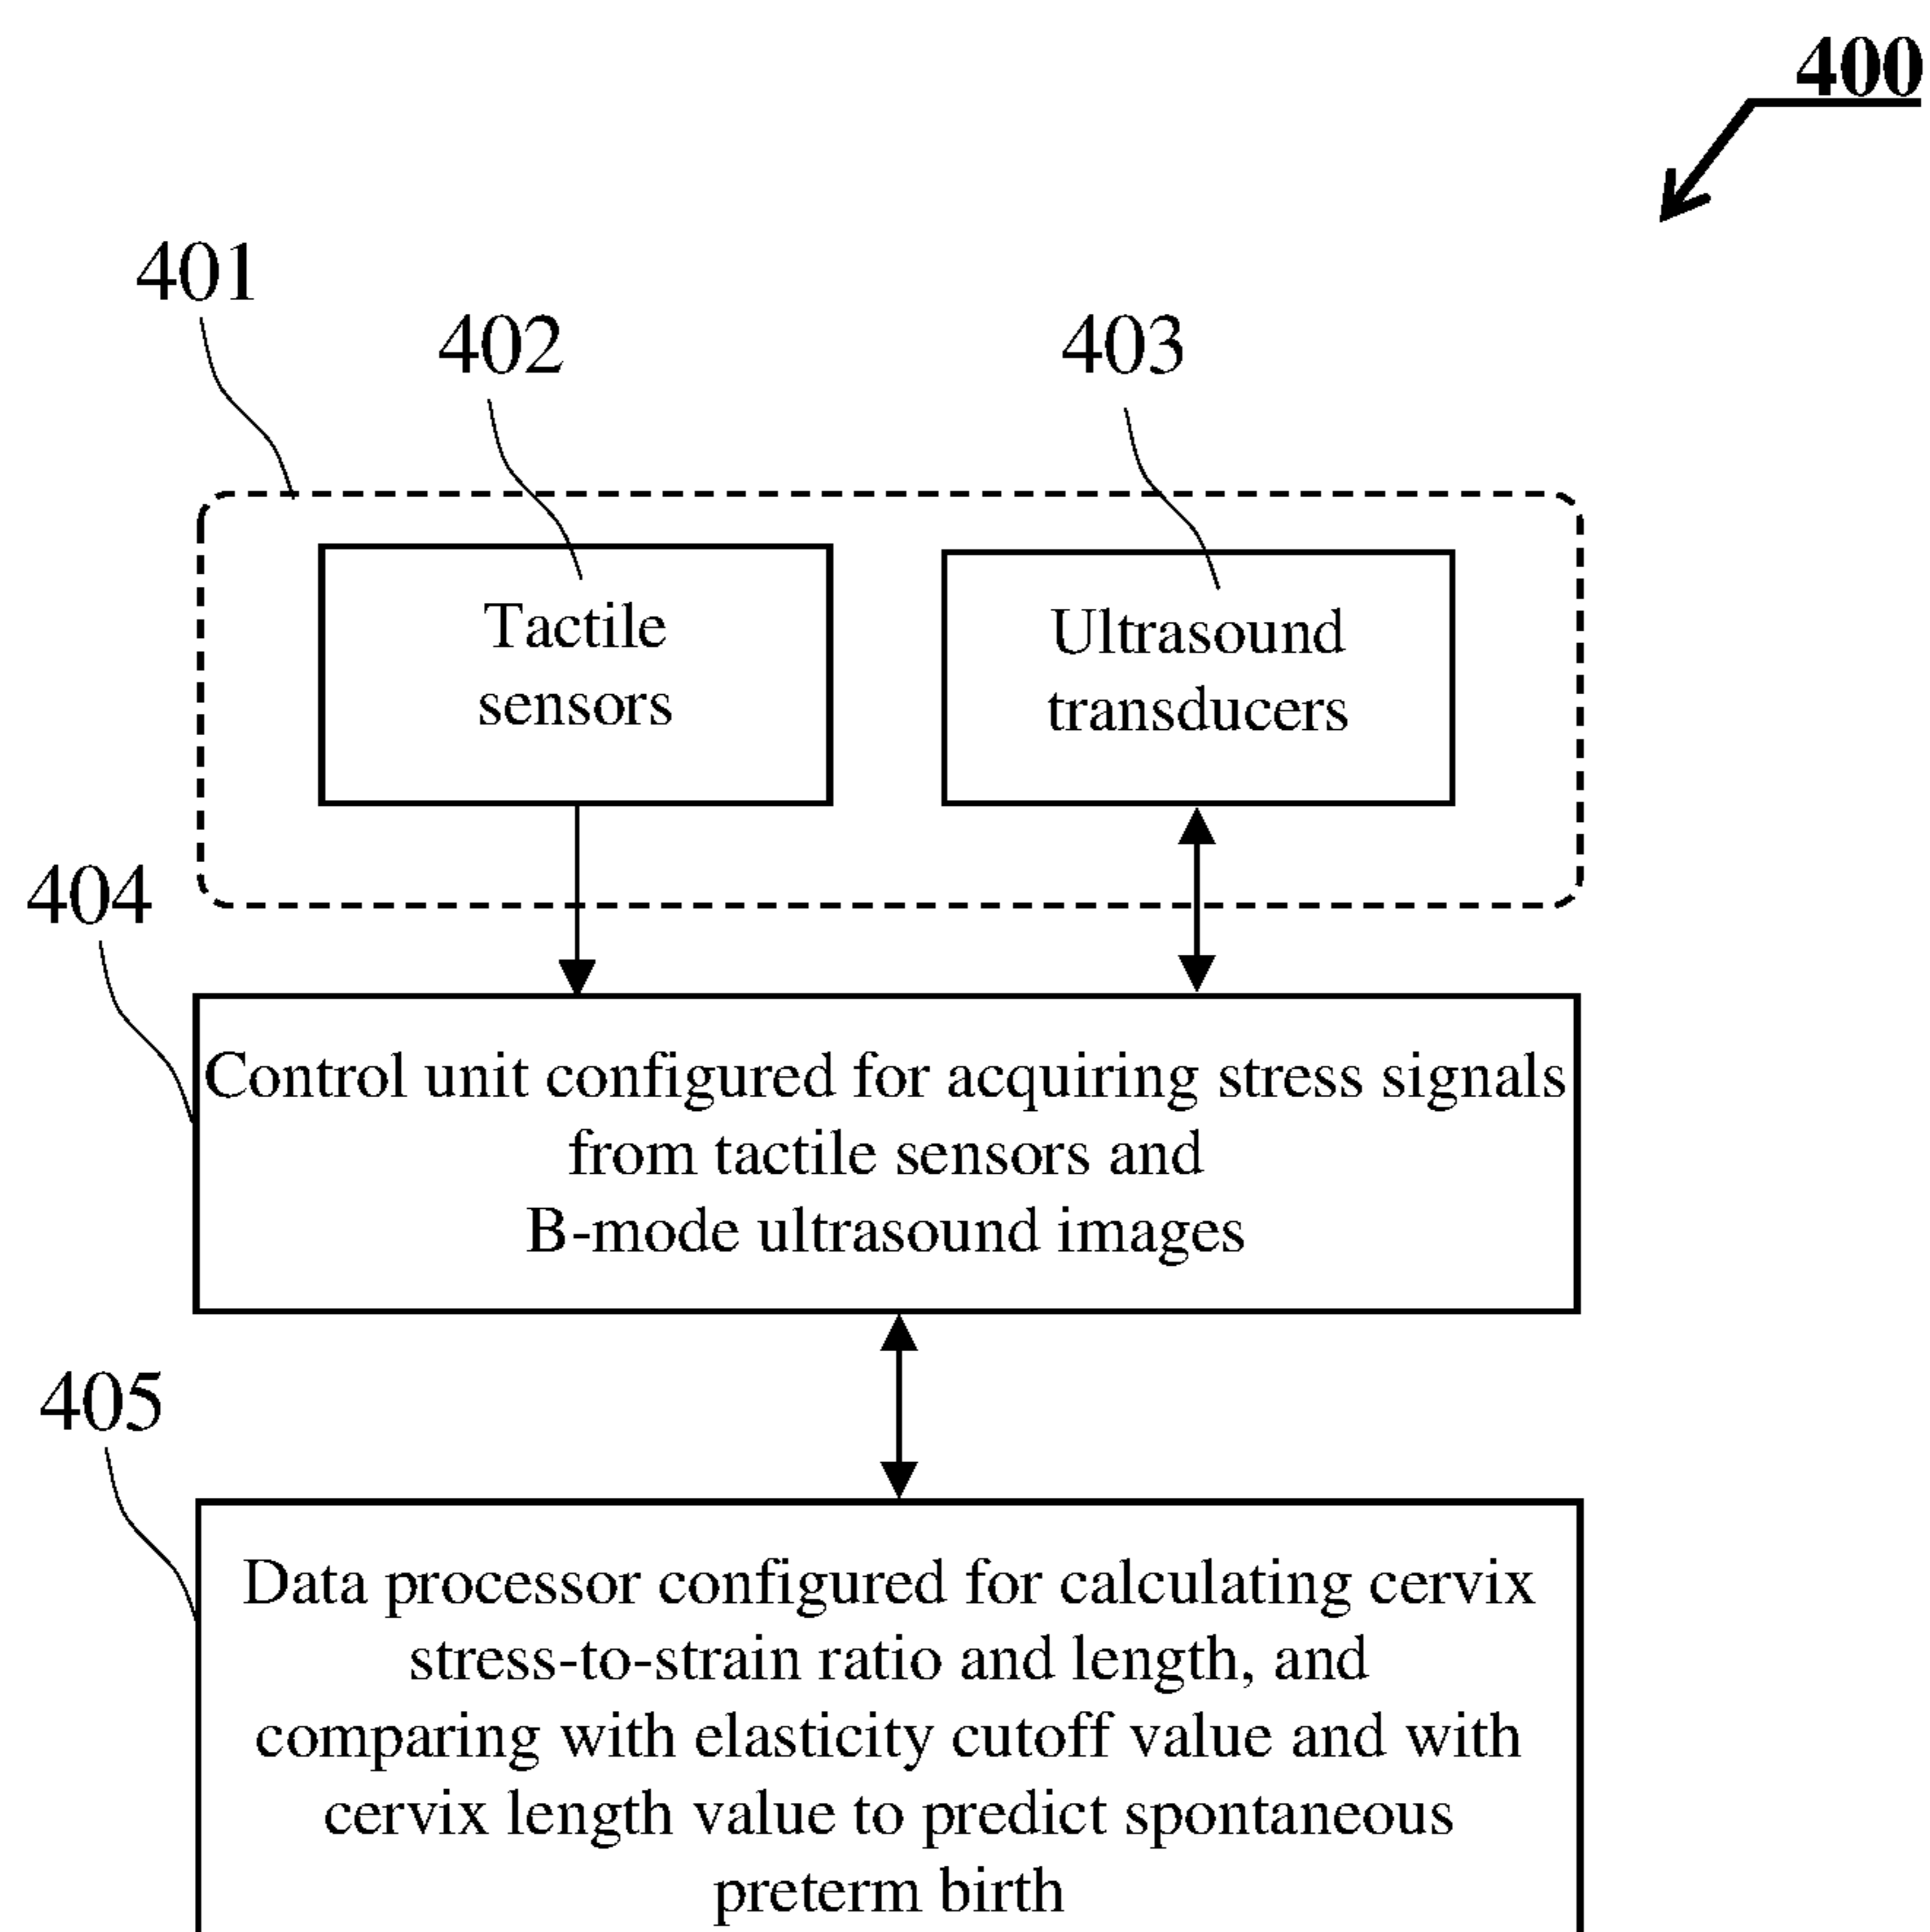 400
401
402
403
Tactile
sensors
Ultrasound
transducers
404
Control unit configured for acquiring stress signals
from tactile sensors and
B-mode ultrasound images
405
Data processor configured for calculating cervix
stress-to-strain ratio and length, and
comparing with elasticity cutoff value and with
cervix length value to predict spontaneous
preterm birth